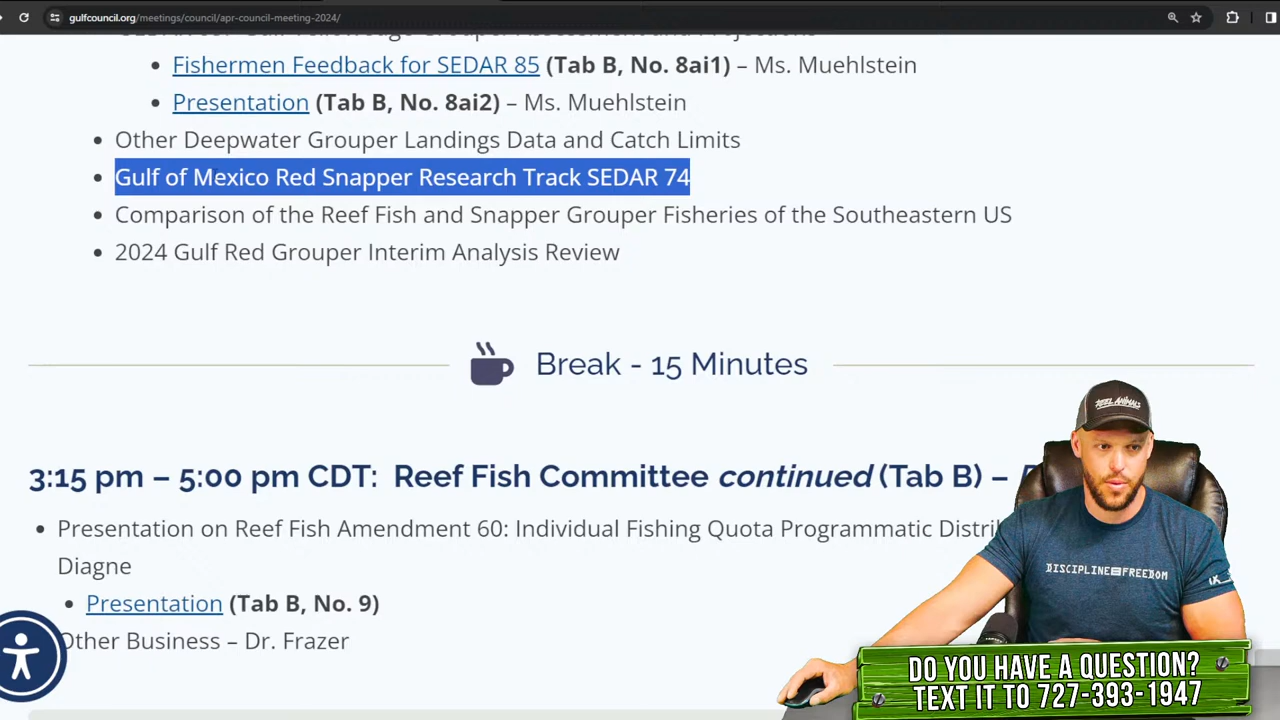 gulfcouncil.org/meetings/council/apr-council-meeting-2024/
Fishermen Feedback for SEDAR 85 (Tab B, No. 8ai1) – Ms. Muehlstein
Presentation (Tab B, No. 8ai2) – Ms. Muehlstein
Other Deepwater Grouper Landings Data and Catch Limits
Gulf of Mexico Red Snapper Research Track SEDAR 74
Comparison of the Reef Fish and Snapper Grouper Fisheries of the Southeastern US
2024 Gulf Red Grouper Interim Analysis Review
Break - 15 Minutes
3:15 pm – 5:00 pm CDT: Reef Fish Committee continued (Tab B) –
Presentation on Reef Fish Amendment 60: Individual Fishing Quota Programmatic
Diagne
Presentation (Tab B, No. 9)
Other Business – Dr. Frazer
REEL ANIMALS
DISCIPLINE=FREEDOM
DO YOU HAVE A QUESTION?
TEXT IT TO 727-393-1947